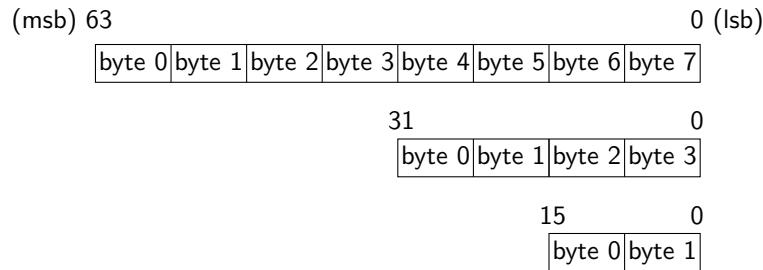 (msb) 63 0 (lsb)
byte 0 byte 1 byte 2 byte 3 byte 4 byte 5 byte 6 byte 7
31 0
byte 0 byte 1 byte 2 byte 3
15 0
byte 0 byte 1